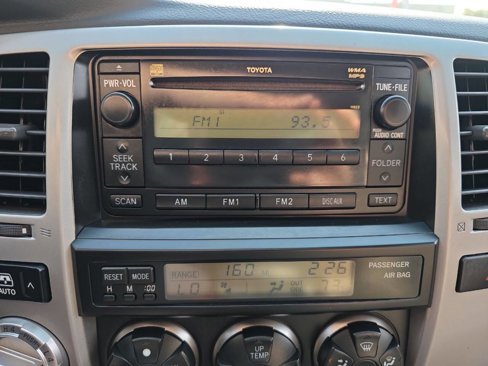 TOYOTA
WMA
MP3
PWR·VOL
TUNE·FILE
FM1 93.5
MODE
AUDIO CONT
SEEK
TRACK
1 2 3 4 5 6
FOLDER
SCAN AM FM1 FM2 DISC·AUX TEXT
RESET MODE RANGE 160 2:26 PASSENGER
AIR BAG
H M :00 LO OUT 73
AUTO
UP
TEMP